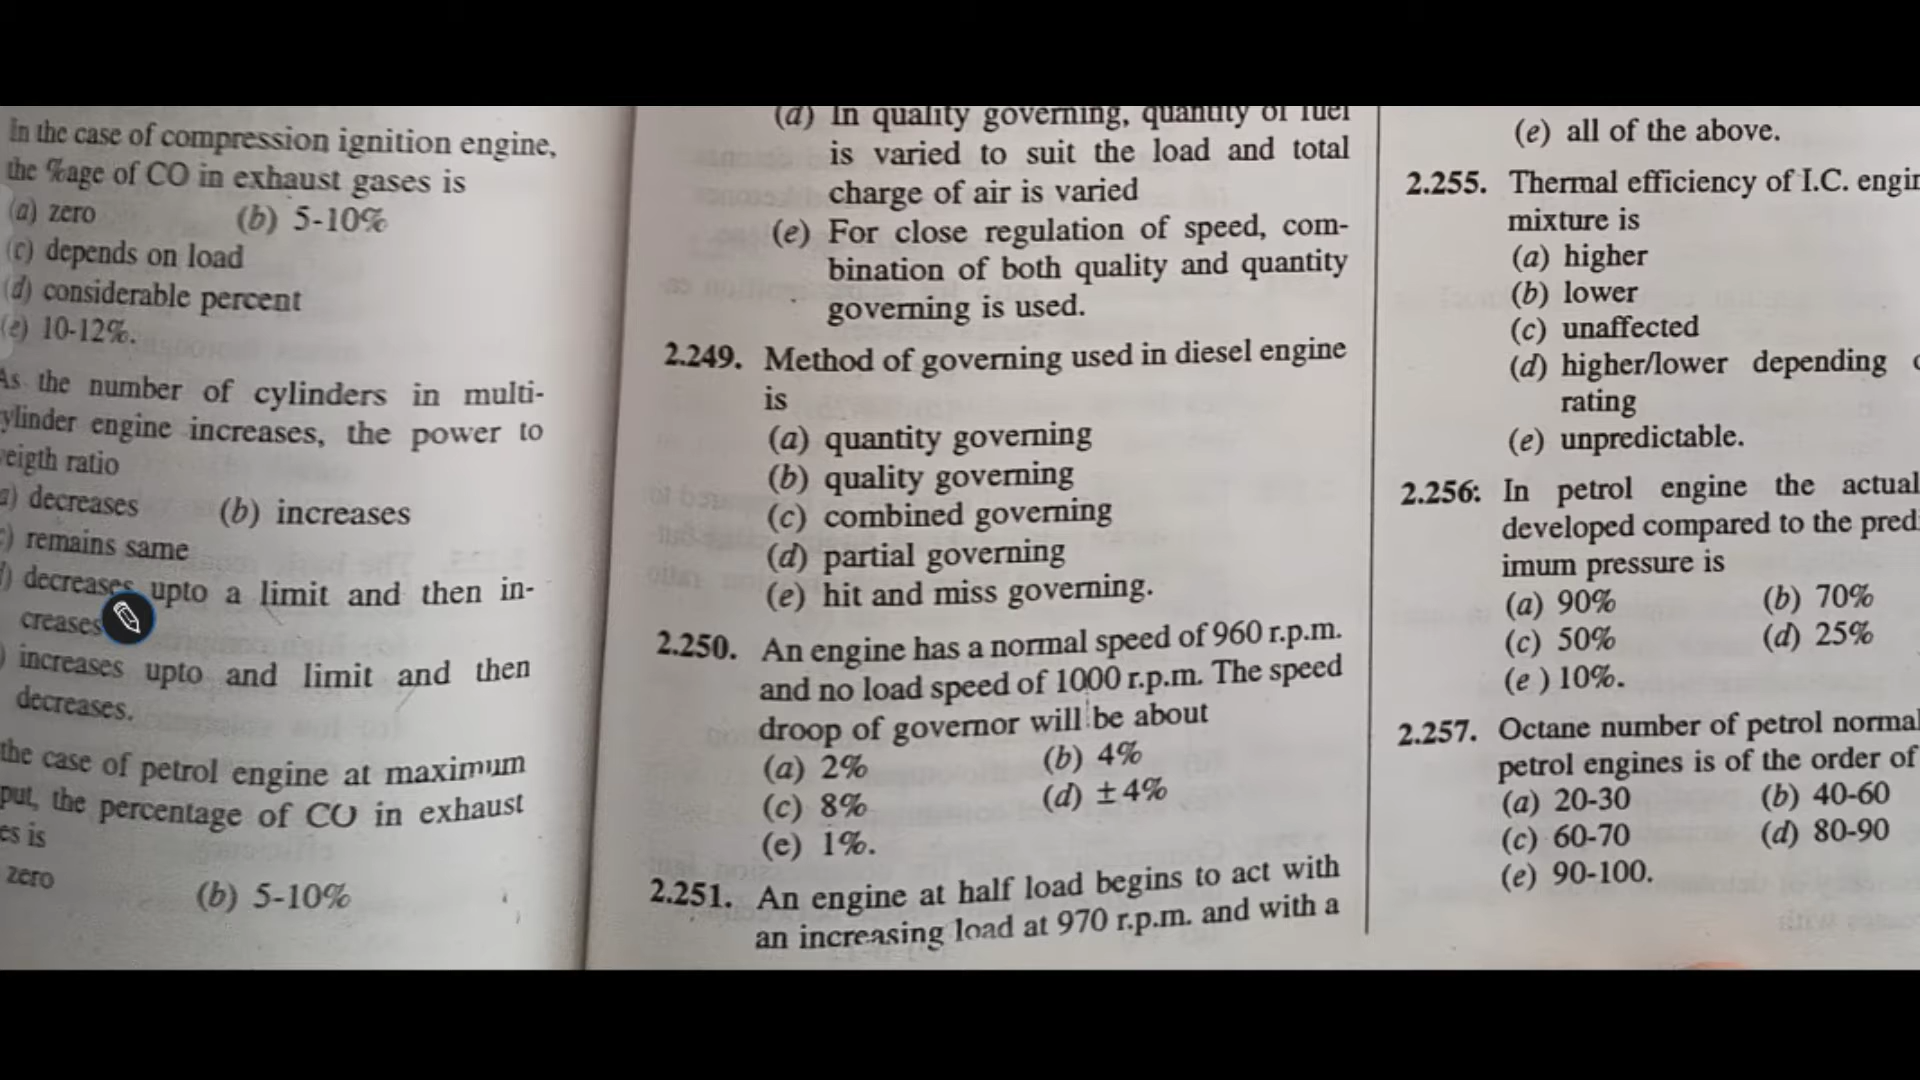 In the case of compression ignition engine,
the %age of CO in exhaust gases is
(a) zero (b) 5-10%
(c) depends on load
(d) considerable percent
(e) 10-12%.
As the number of cylinders in multi-
ylinder engine increases, the power to
eigth ratio
a) decreases (b) increases
c) remains same
d) decreases upto a limit and then in-
creases
) increases upto and limit and then
decreases.
the case of petrol engine at maximum
put, the percentage of CO in exhaust
es is
zero (b) 5-10%
(d) In quality governing, quantity of fuel
is varied to suit the load and total
charge of air is varied
(e) For close regulation of speed, com-
bination of both quality and quantity
governing is used.
2.249. Method of governing used in diesel engine
is
(a) quantity governing
(b) quality governing
(c) combined governing
(d) partial governing
(e) hit and miss governing.
2.250. An engine has a normal speed of 960 r.p.m.
and no load speed of 1000 r.p.m. The speed
droop of governor will be about
(a) 2% (b) 4%
(c) 8% (d) ±4%
(e) 1%.
2.251. An engine at half load begins to act with
an increasing load at 970 r.p.m. and with a
(e) all of the above.
2.255. Thermal efficiency of I.C. engin
mixture is
(a) higher
(b) lower
(c) unaffected
(d) higher/lower depending
rating
(e) unpredictable.
2.256: In petrol engine the actual
developed compared to the pred
imum pressure is
(a) 90% (b) 70%
(c) 50% (d) 25%
(e ) 10%.
2.257. Octane number of petrol normal
petrol engines is of the order of
(a) 20-30 (b) 40-60
(c) 60-70 (d) 80-90
(e) 90-100.